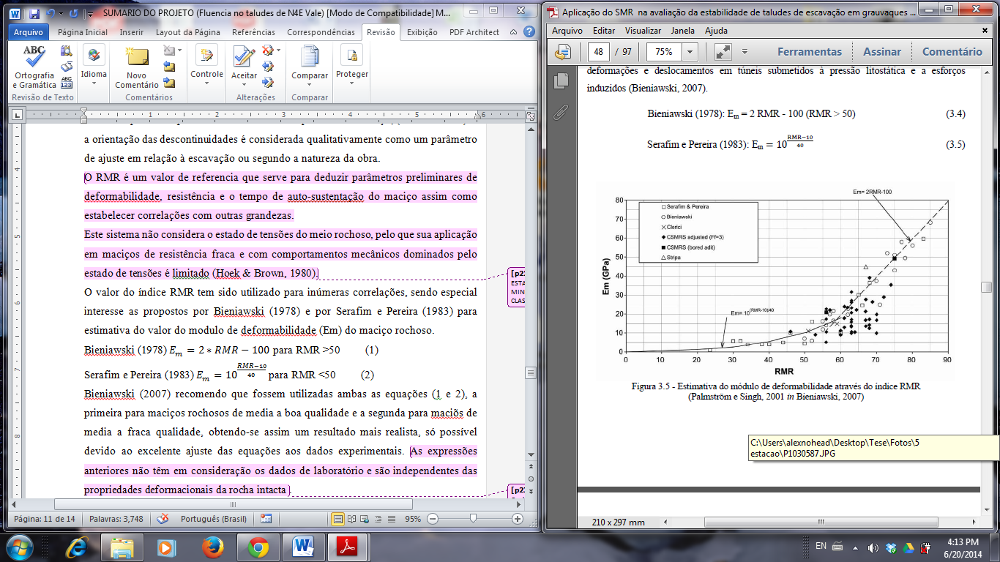 SUMARIO DO PROJETO (Fluencia no taludes de N4E Vale) [Modo de Compatibilidade] M...
Arquivo Página Inicial Inserir Layout da Página Referências Correspondências Revisão Exibição PDF Architect
ABC
Ortografia e Gramática
ABC
123
Idioma
Novo Comentário
Controle
Aceitar
Comparar
Proteger
Revisão de Texto Comentários Alterações Comparar
1 2 3 4 5 6
a orientação das descontinuidades é considerada qualitativamente como um parâmetro
de ajuste em relação à escavação ou segundo a natureza da obra.
O RMR é um valor de referencia que serve para deduzir parâmetros preliminares de
deformabilidade, resistência e o tempo de auto-sustentação do maciço assim como
estabelecer correlações com outras grandezas.
Este sistema não considera o estado de tensões do meio rochoso, pelo que sua aplicação
em maciços de resistência fraca e com comportamentos mecânicos dominados pelo
estado de tensões é limitado (Hoek & Brown, 1980).
O valor do índice RMR tem sido utilizado para inúmeras correlações, sendo especial
interesse as propostos por Bieniawski (1978) e por Serafim e Pereira (1983) para
estimativa do valor do modulo de deformabilidade (Em) do maciço rochoso.
Bieniawski (1978) Eₘ = 2 ∗ RMR − 100 para RMR >50 (1)
Serafim e Pereira (1983) Eₘ = 10^((RMR−10)/40) para RMR <50 (2)
Bieniawski (2007) recomendo que fossem utilizadas ambas as equações (1 e 2), a
primeira para maciços rochosos de media a boa qualidade e a segunda para maciõs de
media a fraca qualidade, obtendo-se assim um resultado mais realista, só possível
devido ao excelente ajuste das equações aos dados experimentais. As expressões
anteriores não têm em consideração os dados de laboratório e são independentes das
propriedades deformacionais da rocha intacta
4
5
6
7
8
[p2
ESTA
MIN
CLAS
[p2
Página: 11 de 14 Palavras: 3,748 Português (Brasil) 95%
Aplicação do SMR na avaliação da estabilidade de taludes de escavação em grauvaques ...
Arquivo Editar Visualizar Janela Ajuda
48 / 97 75% Ferramentas Assinar Comentário
deformações e deslocamentos em túneis submetidos à pressão litostática e a esforços
induzidos (Bieniawski, 2007).
Bieniawski (1978): Eₘ = 2 RMR - 100 (RMR > 50) (3.4)
Serafim e Pereira (1983): Eₘ = 10^((RMR−10)/40) (3.5)
Em= 2RMR-100
Serafim & Pereira
Bieniawski
Clerici
CSMRS adjusted (Ff=3)
CSMRS (bored adit)
Stripa
Em= 10(RMR-10)/40
Em (GPa)
80
70
60
50
40
30
20
10
0
0 10 20 30 40 50 60 70 80 90
RMR
Figura 3.5 - Estimativa do módulo de deformabilidade através do índice RMR
(Palmström e Singh, 2001 in Bieniawski, 2007)
C:\Users\alexnohead\Desktop\Tese\Fotos\5
estacao\P1030587.JPG
210 x 297 mm
EN
4:13 PM
6/20/2014